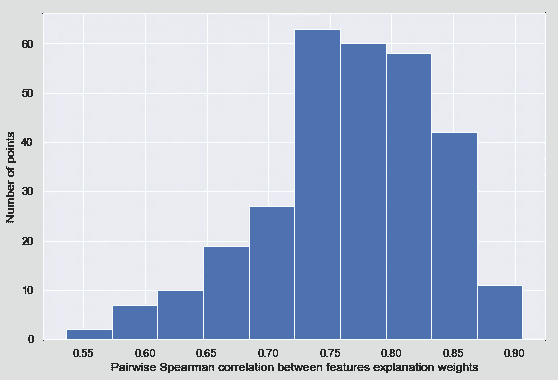 60
50
40
30
20
10
0
Number of points
0.55 0.60 0.65 0.70 0.75 0.80 0.85 0.90
Pairwise Spearman correlation between features explanation weights